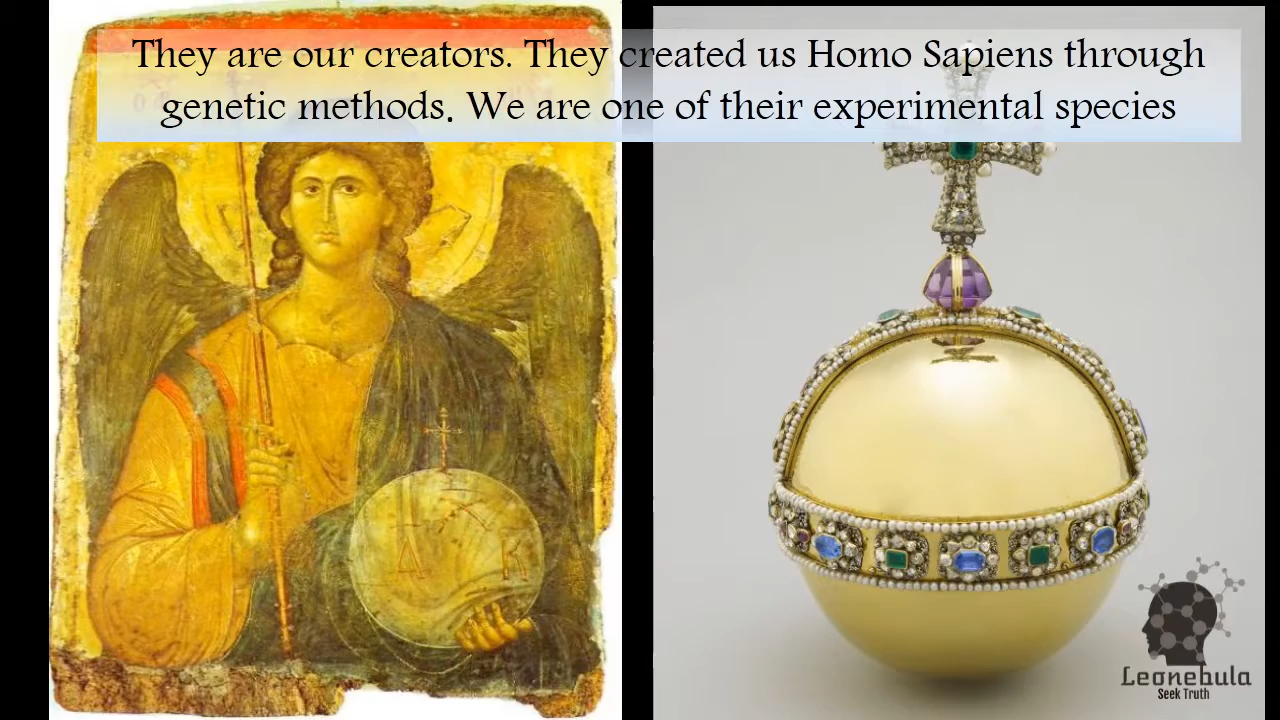 They are our creators. They created us Homo Sapiens through
genetic methods. We are one of their experimental species
Χ
Δ Κ
Leonebula
Seek Truth